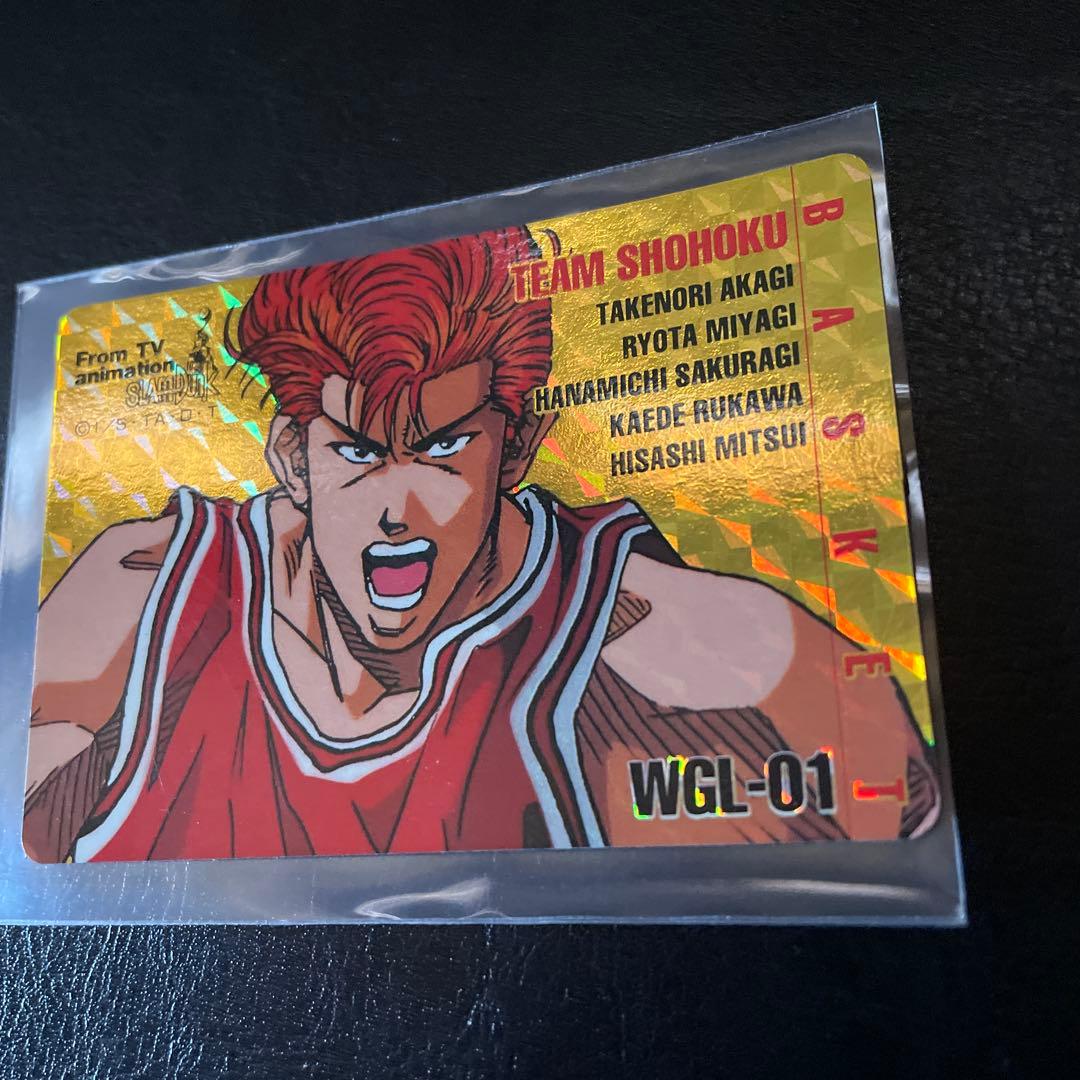 From TV
animation
SLAM DUNK
TEAM SHOHOKU
TAKENORI AKAGI
RYOTA MIYAGI
HANAMICHI SAKURAGI
KAEDE RUKAWA
HISASHI MITSUI
BASKET
WGL-01